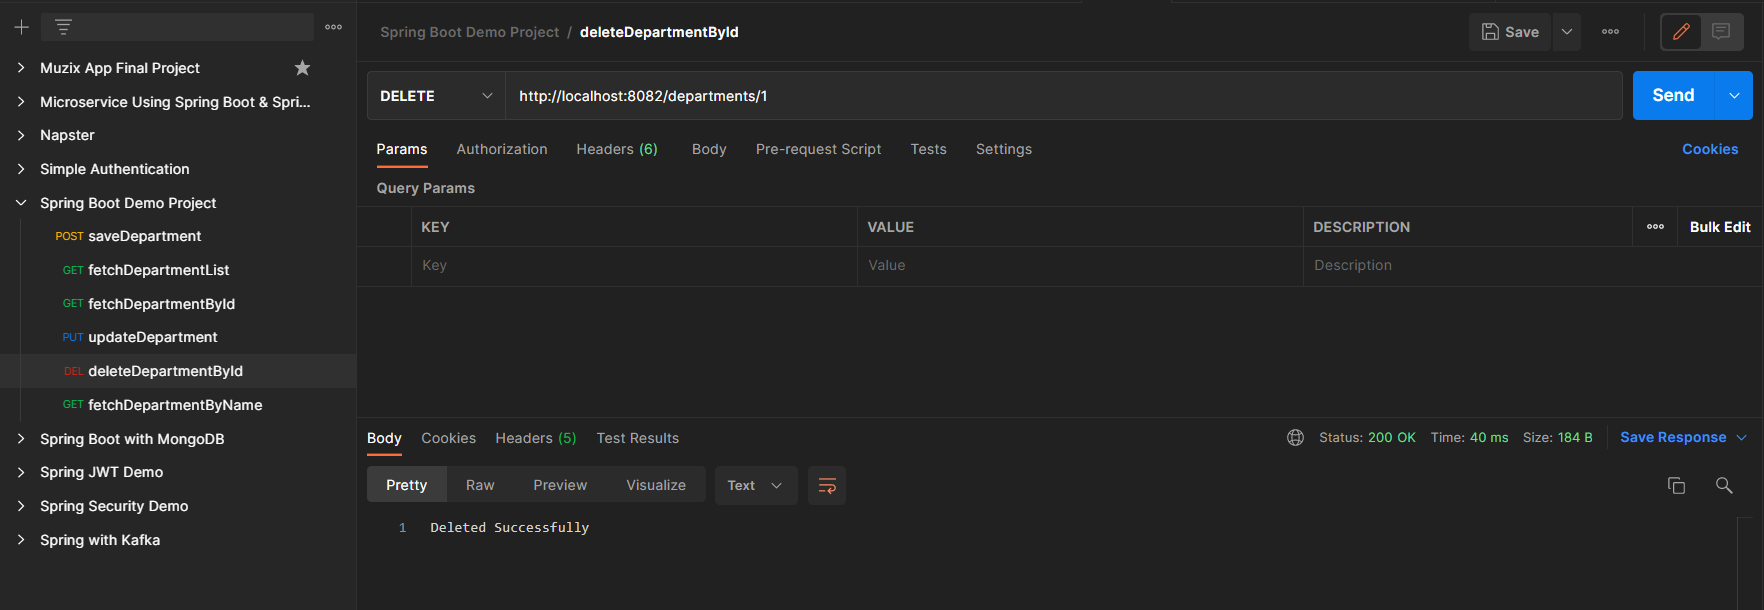 Muzix App Final Project
Microservice Using Spring Boot & Spri...
Napster
Simple Authentication
Spring Boot Demo Project
POST saveDepartment
GET fetchDepartmentList
GET fetchDepartmentById
PUT updateDepartment
DEL deleteDepartmentById
GET fetchDepartmentByName
Spring Boot with MongoDB
Spring JWT Demo
Spring Security Demo
Spring with Kafka
Spring Boot Demo Project / deleteDepartmentById
Save
DELETE http://localhost:8082/departments/1
Send
Params Authorization Headers (6) Body Pre-request Script Tests Settings Cookies
Query Params
KEY VALUE DESCRIPTION Bulk Edit
Key Value Description
Body Cookies Headers (5) Test Results Status: 200 OK Time: 40 ms Size: 184 B Save Response
Pretty Raw Preview Visualize Text
1 Deleted Successfully